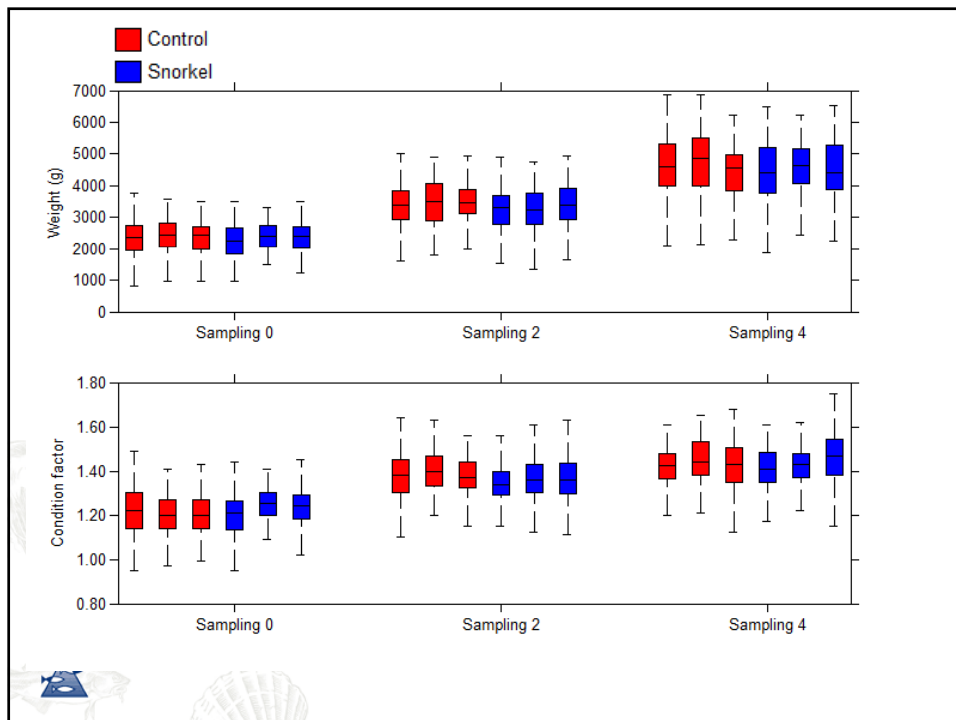 Control
Snorkel
Weight (g)
7000
6000
5000
4000
3000
2000
1000
0
Sampling 0 Sampling 2 Sampling 4
Condition factor
1.80
1.60
1.40
1.20
1.00
0.80
Sampling 0 Sampling 2 Sampling 4